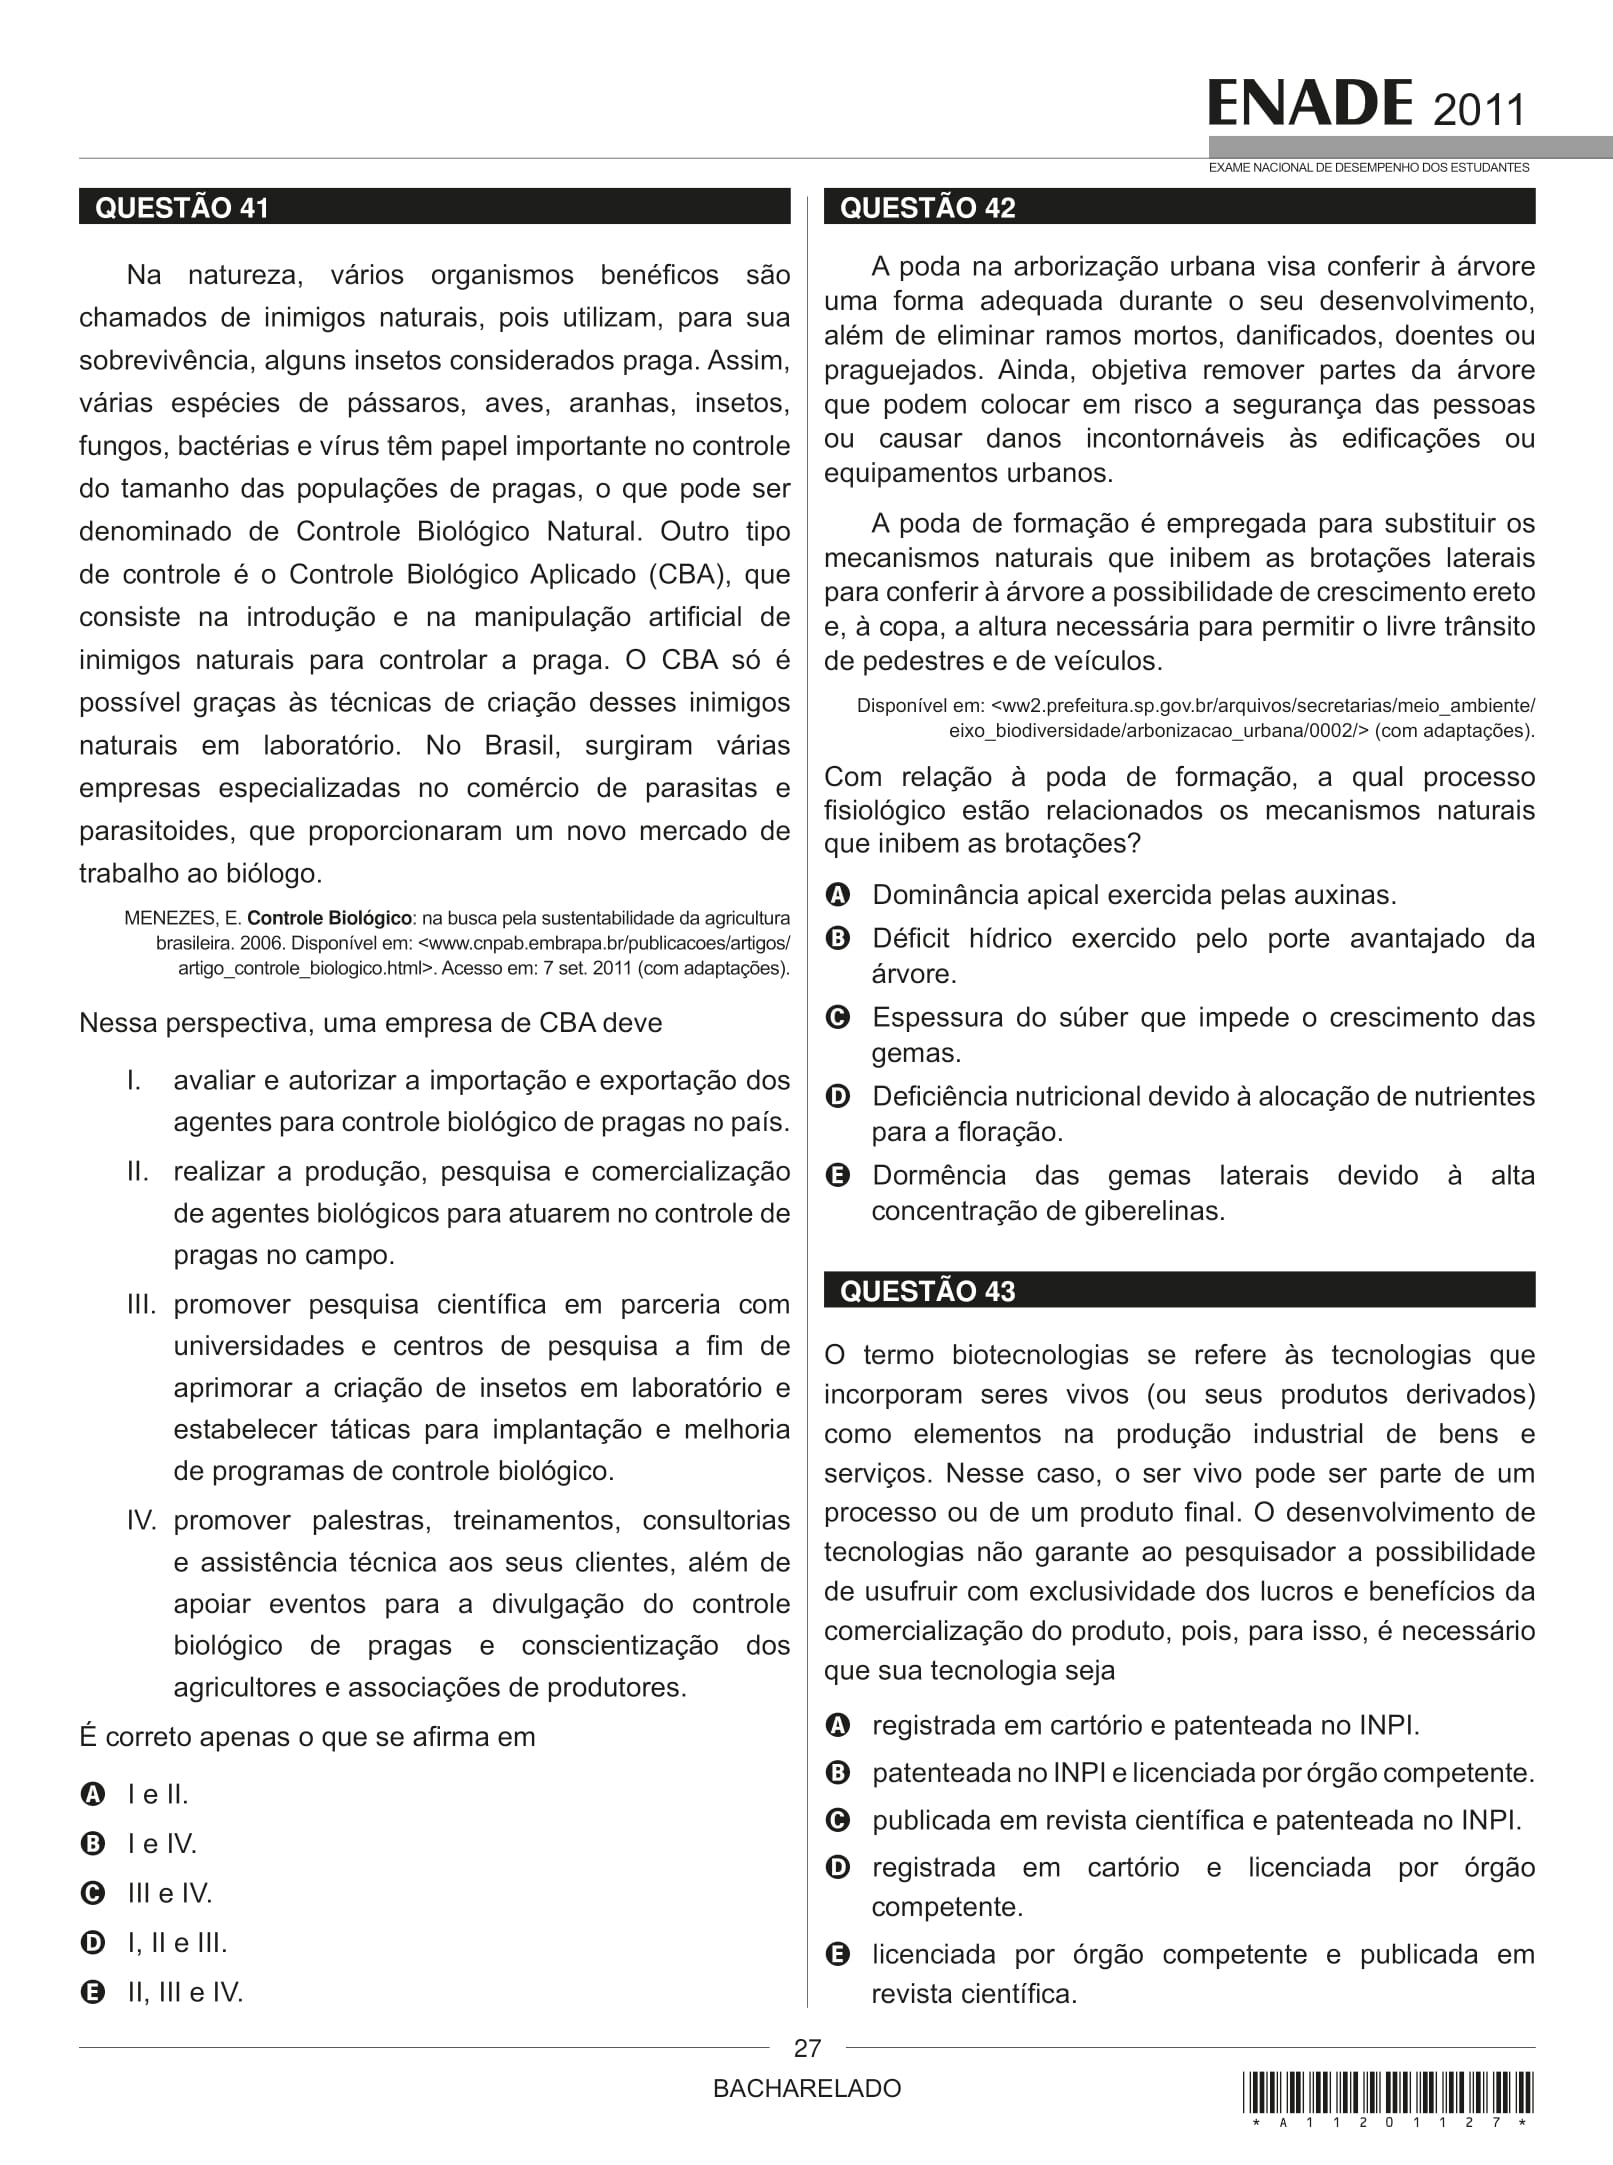 ENADE 2011
EXAME NACIONAL DE DESEMPENHO DOS ESTUDANTES
QUESTÃO 41
Na natureza, vários organismos benéficos são
chamados de inimigos naturais, pois utilizam, para sua
sobrevivência, alguns insetos considerados praga. Assim,
várias espécies de pássaros, aves, aranhas, insetos,
fungos, bactérias e vírus têm papel importante no controle
do tamanho das populações de pragas, o que pode ser
denominado de Controle Biológico Natural. Outro tipo
de controle é o Controle Biológico Aplicado (CBA), que
consiste na introdução e na manipulação artificial de
inimigos naturais para controlar a praga. O CBA só é
possível graças às técnicas de criação desses inimigos
naturais em laboratório. No Brasil, surgiram várias
empresas especializadas no comércio de parasitas e
parasitoides, que proporcionaram um novo mercado de
trabalho ao biólogo.
MENEZES, E. Controle Biológico: na busca pela sustentabilidade da agricultura
brasileira. 2006. Disponível em: <www.cnpab.embrapa.br/publicacoes/artigos/
artigo_controle_biologico.html>. Acesso em: 7 set. 2011 (com adaptações).
Nessa perspectiva, uma empresa de CBA deve
I. avaliar e autorizar a importação e exportação dos
agentes para controle biológico de pragas no país.
II. realizar a produção, pesquisa e comercialização
de agentes biológicos para atuarem no controle de
pragas no campo.
III. promover pesquisa científica em parceria com
universidades e centros de pesquisa a fim de
aprimorar a criação de insetos em laboratório e
estabelecer táticas para implantação e melhoria
de programas de controle biológico.
IV. promover palestras, treinamentos, consultorias
e assistência técnica aos seus clientes, além de
apoiar eventos para a divulgação do controle
biológico de pragas e conscientização dos
agricultores e associações de produtores.
É correto apenas o que se afirma em
A I e II.
B I e IV.
C III e IV.
D I, II e III.
E II, III e IV.
QUESTÃO 42
A poda na arborização urbana visa conferir à árvore
uma forma adequada durante o seu desenvolvimento,
além de eliminar ramos mortos, danificados, doentes ou
praguejados. Ainda, objetiva remover partes da árvore
que podem colocar em risco a segurança das pessoas
ou causar danos incontornáveis às edificações ou
equipamentos urbanos.
A poda de formação é empregada para substituir os
mecanismos naturais que inibem as brotações laterais
para conferir à árvore a possibilidade de crescimento ereto
e, à copa, a altura necessária para permitir o livre trânsito
de pedestres e de veículos.
Disponível em: <ww2.prefeitura.sp.gov.br/arquivos/secretarias/meio_ambiente/
eixo_biodiversidade/arbonizacao_urbana/0002/> (com adaptações).
Com relação à poda de formação, a qual processo
fisiológico estão relacionados os mecanismos naturais
que inibem as brotações?
A Dominância apical exercida pelas auxinas.
B Déficit hídrico exercido pelo porte avantajado da
árvore.
C Espessura do súber que impede o crescimento das
gemas.
D Deficiência nutricional devido à alocação de nutrientes
para a floração.
E Dormência das gemas laterais devido à alta
concentração de giberelinas.
QUESTÃO 43
O termo biotecnologias se refere às tecnologias que
incorporam seres vivos (ou seus produtos derivados)
como elementos na produção industrial de bens e
serviços. Nesse caso, o ser vivo pode ser parte de um
processo ou de um produto final. O desenvolvimento de
tecnologias não garante ao pesquisador a possibilidade
de usufruir com exclusividade dos lucros e benefícios da
comercialização do produto, pois, para isso, é necessário
que sua tecnologia seja
A registrada em cartório e patenteada no INPI.
B patenteada no INPI e licenciada por órgão competente.
C publicada em revista científica e patenteada no INPI.
D registrada em cartório e licenciada por órgão
competente.
E licenciada por órgão competente e publicada em
revista científica.
27
BACHARELADO
* A 1 1 2 0 1 1 2 7 *